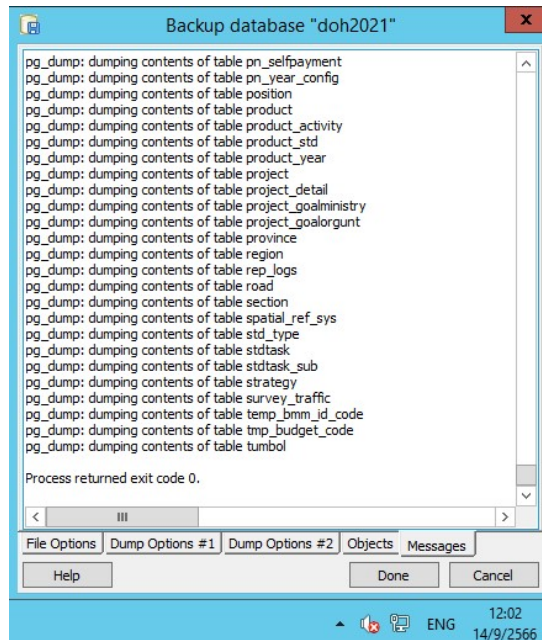 Backup database "doh2021"
x
pg_dump: dumping contents of table pn_selfpayment
pg_dump: dumping contents of table pn_year_config
pg_dump: dumping contents of table position
pg_dump: dumping contents of table product
pg_dump: dumping contents of table product_activity
pg_dump: dumping contents of table product_std
pg_dump: dumping contents of table product_year
pg_dump: dumping contents of table project
pg_dump: dumping contents of table project_detail
pg_dump: dumping contents of table project_goalministry
pg_dump: dumping contents of table project_goalorgunt
pg_dump: dumping contents of table province
pg_dump: dumping contents of table region
pg_dump: dumping contents of table rep_logs
pg_dump: dumping contents of table road
pg_dump: dumping contents of table section
pg_dump: dumping contents of table spatial_ref_sys
pg_dump: dumping contents of table std_type
pg_dump: dumping contents of table stdtask
pg_dump: dumping contents of table stdtask_sub
pg_dump: dumping contents of table strategy
pg_dump: dumping contents of table survey_traffic
pg_dump: dumping contents of table temp_bmm_id_code
pg_dump: dumping contents of table tmp_budget_code
pg_dump: dumping contents of table tumbol
Process returned exit code 0.
File Options Dump Options #1 Dump Options #2 Objects Messages
Help Done Cancel
ENG 12:02
14/9/2566